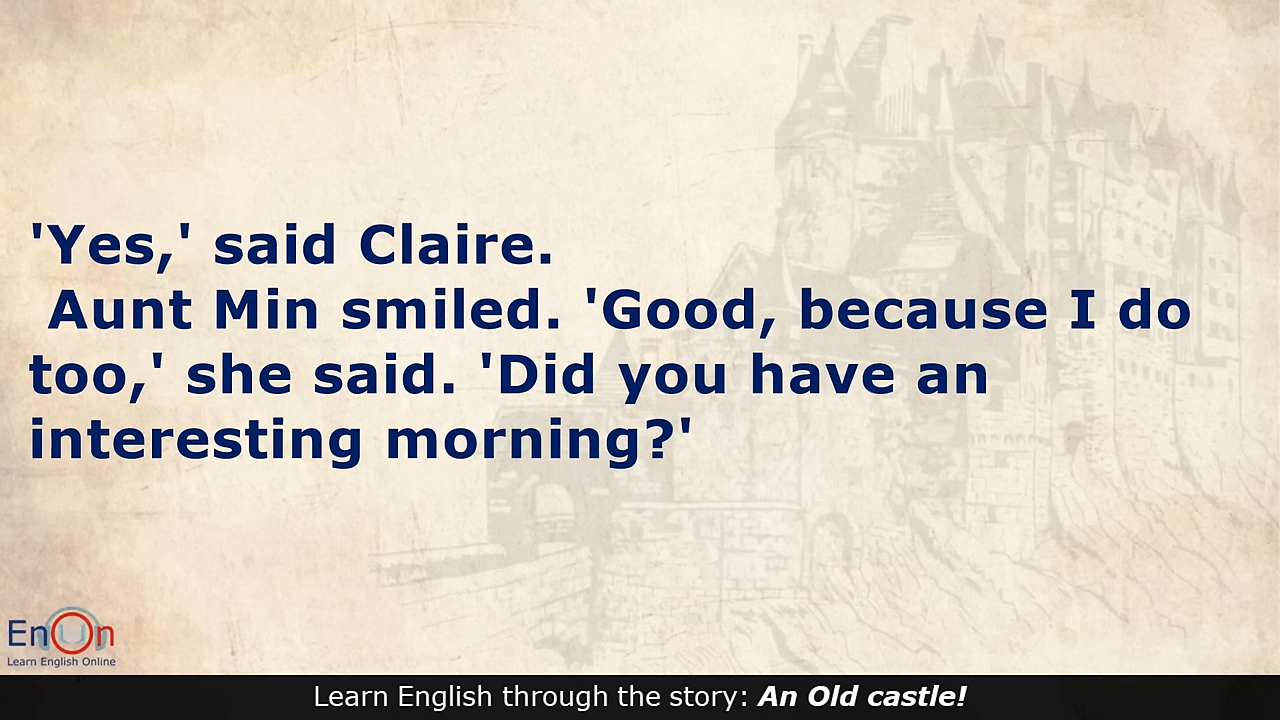 'Yes,' said Claire.
Aunt Min smiled. 'Good, because I do
too,' she said. 'Did you have an
interesting morning?'
EnOn
Learn English Online
Learn English through the story: An Old castle!